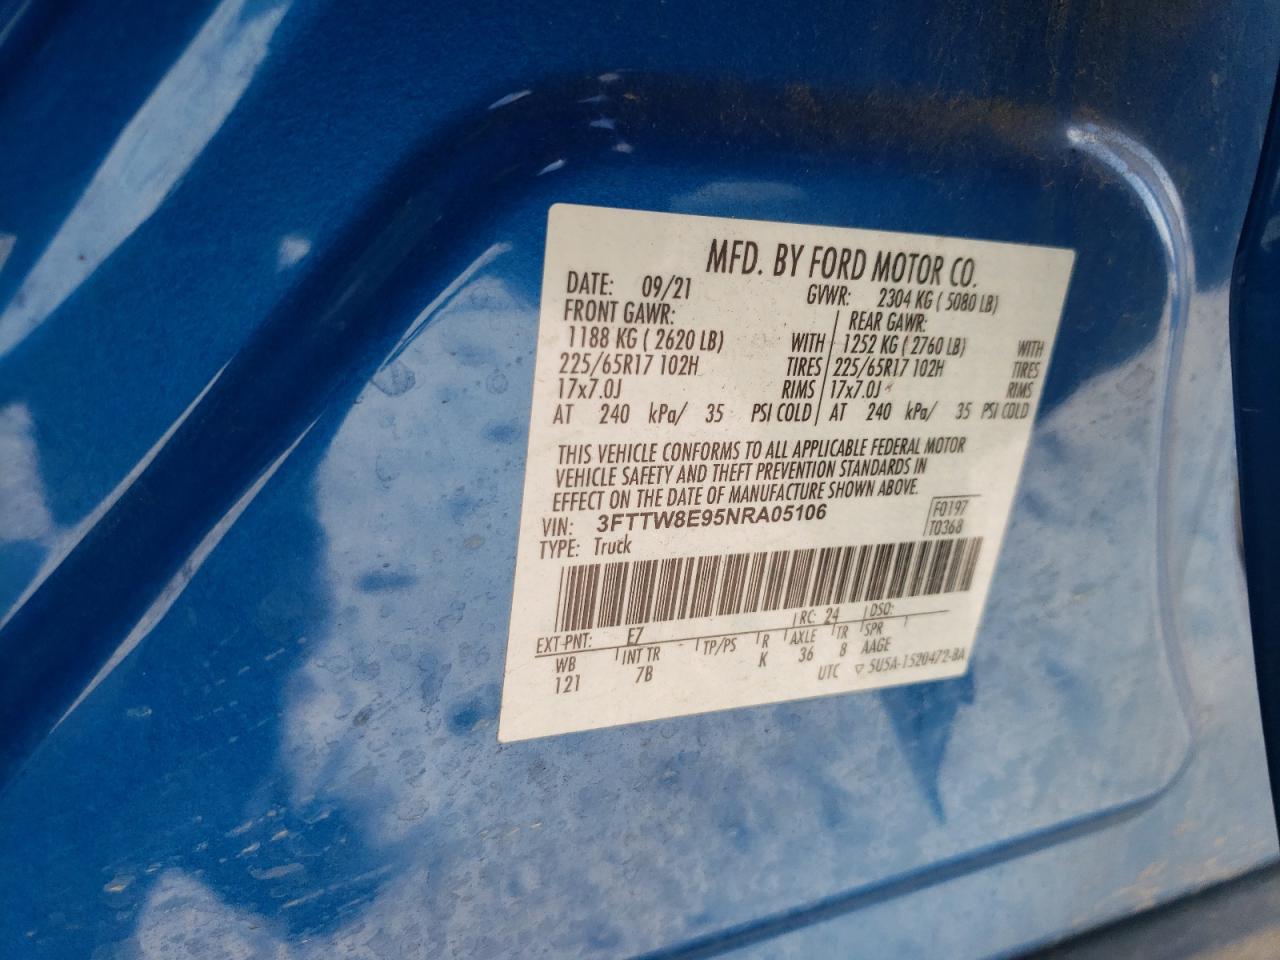 MFD. BY FORD MOTOR CO.
DATE: 09/21 GVWR: 2304 KG ( 5080 LB)
FRONT GAWR: REAR GAWR:
1188 KG ( 2620 LB) WITH 1252 KG ( 2760 LB) WITH
225/65R17 102H TIRES 225/65R17 102H TIRES
17x7.0J RIMS 17x7.0J RIMS
AT 240 kPa/ 35 PSI COLD AT 240 kPa/ 35 PSI COLD
THIS VEHICLE CONFORMS TO ALL APPLICABLE FEDERAL MOTOR
VEHICLE SAFETY AND THEFT PREVENTION STANDARDS IN
EFFECT ON THE DATE OF MANUFACTURE SHOWN ABOVE.
VIN: 3FTTW8E95NRA05106 F0197
TYPE: Truck T0368
EXT-PNT: E7 RC: 24 DSO:
WB INT TR TP/PS R AXLE TR SPR
121 7B K 36 8 AAGE
UTC ▽ 5U5A-1520472-BA